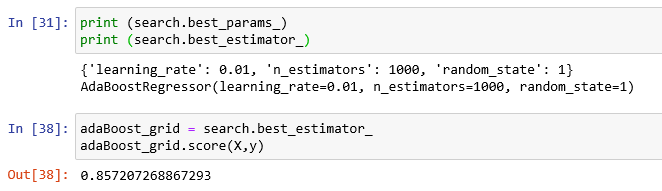 In [31]: print (search.best_params_)
print (search.best_estimator_)
{'learning_rate': 0.01, 'n_estimators': 1000, 'random_state': 1}
AdaBoostRegressor(learning_rate=0.01, n_estimators=1000, random_state=1)
In [38]: adaBoost_grid = search.best_estimator_
adaBoost_grid.score(X,y)
Out[38]: 0.857207268867293